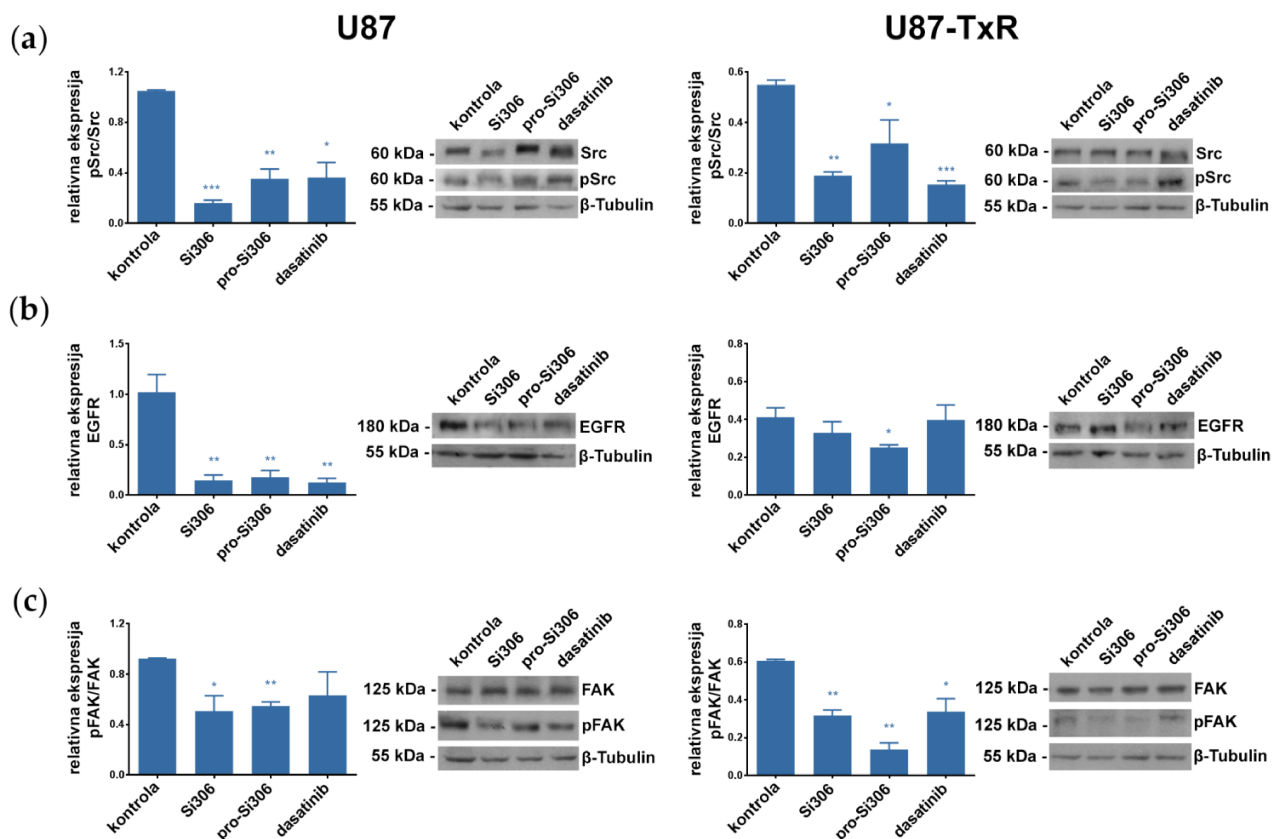 U87
U87-TxR
(a)
relativna ekspresija
pSrc/Src
1.2
0.8
0.4
0.0
***
**
*
kontrola
Si306
pro-Si306
dasatinib
kontrola
Si306
pro-Si306
dasatinib
60 kDa -
Src
60 kDa -
pSrc
55 kDa -
β-Tubulin
relativna ekspresija
pSrc/Src
0.6
0.4
0.2
0.0
**
*
***
kontrola
Si306
pro-Si306
dasatinib
kontrola
Si306
pro-Si306
dasatinib
60 kDa -
Src
60 kDa -
pSrc
55 kDa -
β-Tubulin
(b)
relativna ekspresija
EGFR
1.5
1.0
0.5
0.0
**
**
**
kontrola
Si306
pro-Si306
dasatinib
kontrola
Si306
pro-Si306
dasatinib
180 kDa -
EGFR
55 kDa -
β-Tubulin
relativna ekspresija
EGFR
0.8
0.6
0.4
0.2
0.0
*
kontrola
Si306
pro-Si306
dasatinib
kontrola
Si306
pro-Si306
dasatinib
180 kDa -
EGFR
55 kDa -
β-Tubulin
(c)
relativna ekspresija
pFAK/FAK
1.2
0.8
0.4
0.0
*
**
kontrola
Si306
pro-Si306
dasatinib
kontrola
Si306
pro-Si306
dasatinib
125 kDa -
FAK
125 kDa -
pFAK
55 kDa -
β-Tubulin
relativna ekspresija
pFAK/FAK
0.8
0.6
0.4
0.2
0.0
**
**
*
kontrola
Si306
pro-Si306
dasatinib
kontrola
Si306
pro-Si306
dasatinib
125 kDa -
FAK
125 kDa -
pFAK
55 kDa -
β-Tubulin